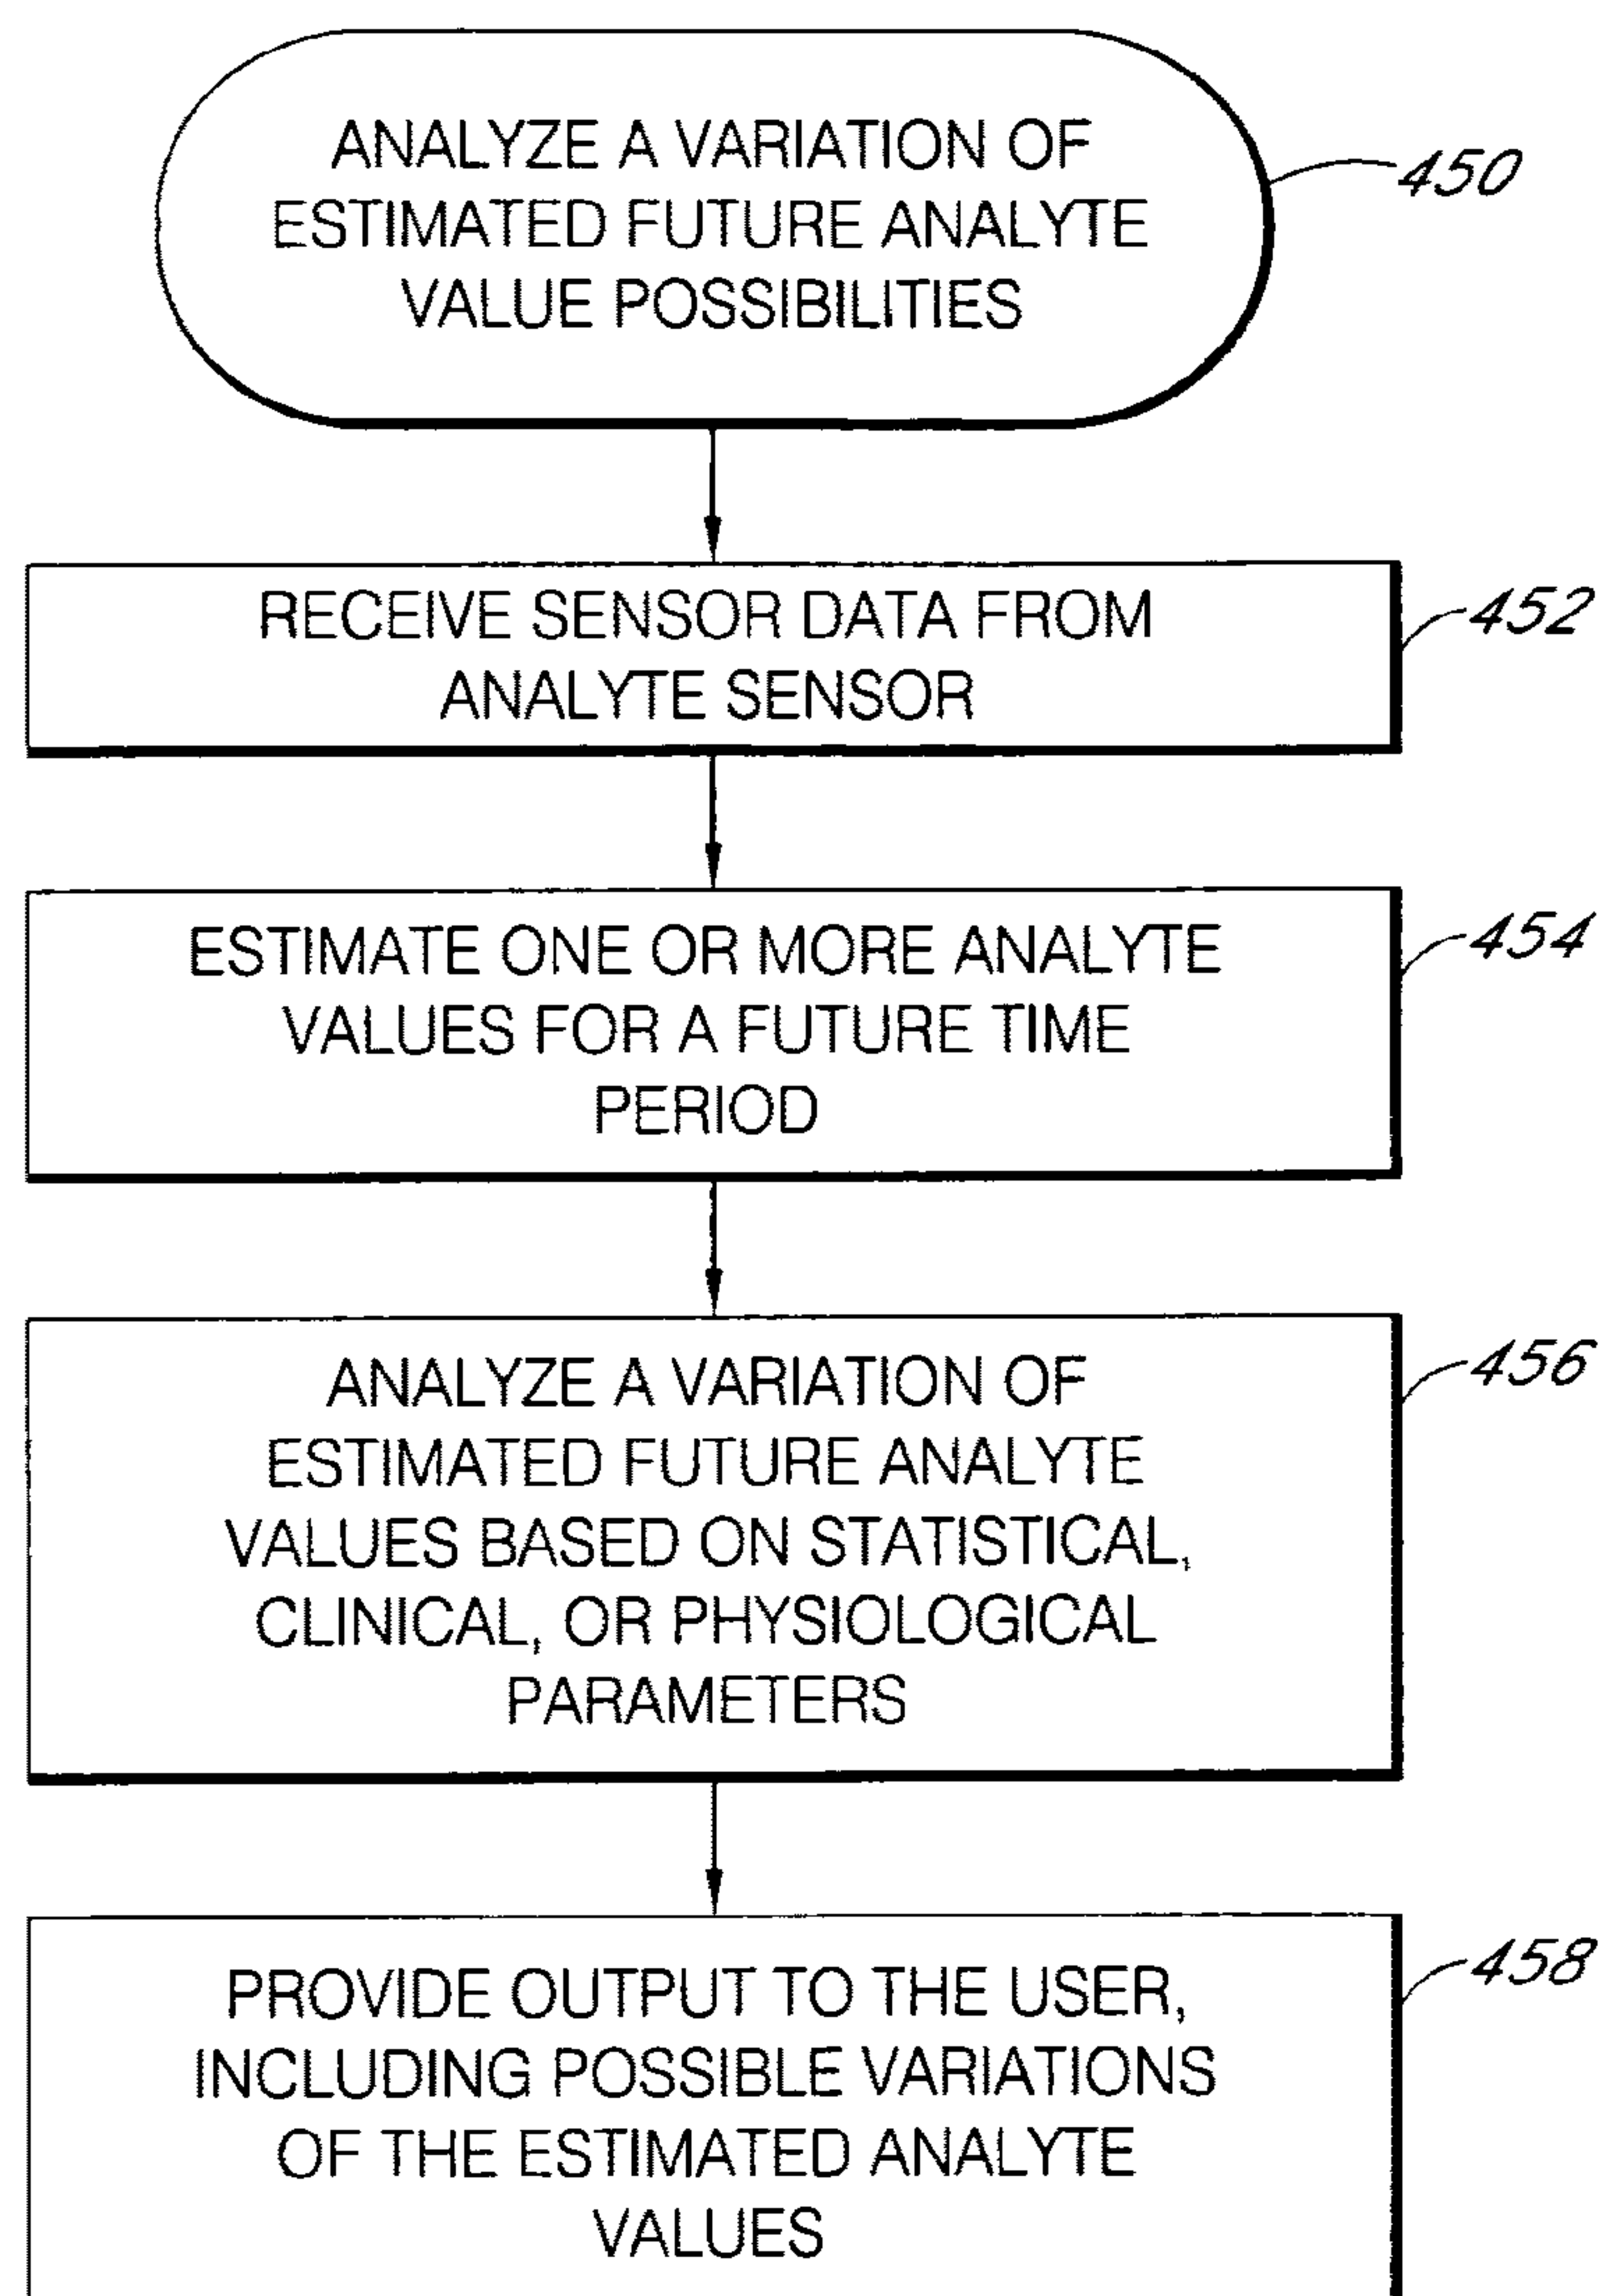 ANALYZE A VARIATION OF
ESTIMATED FUTURE ANALYTE
VALUE POSSIBILITIES
450
RECEIVE SENSOR DATA FROM
ANALYTE SENSOR
452
ESTIMATE ONE OR MORE ANALYTE
VALUES FOR A FUTURE TIME
PERIOD
454
ANALYZE A VARIATION OF
ESTIMATED FUTURE ANALYTE
VALUES BASED ON STATISTICAL,
CLINICAL, OR PHYSIOLOGICAL
PARAMETERS
456
PROVIDE OUTPUT TO THE USER,
INCLUDING POSSIBLE VARIATIONS
OF THE ESTIMATED ANALYTE
VALUES
458